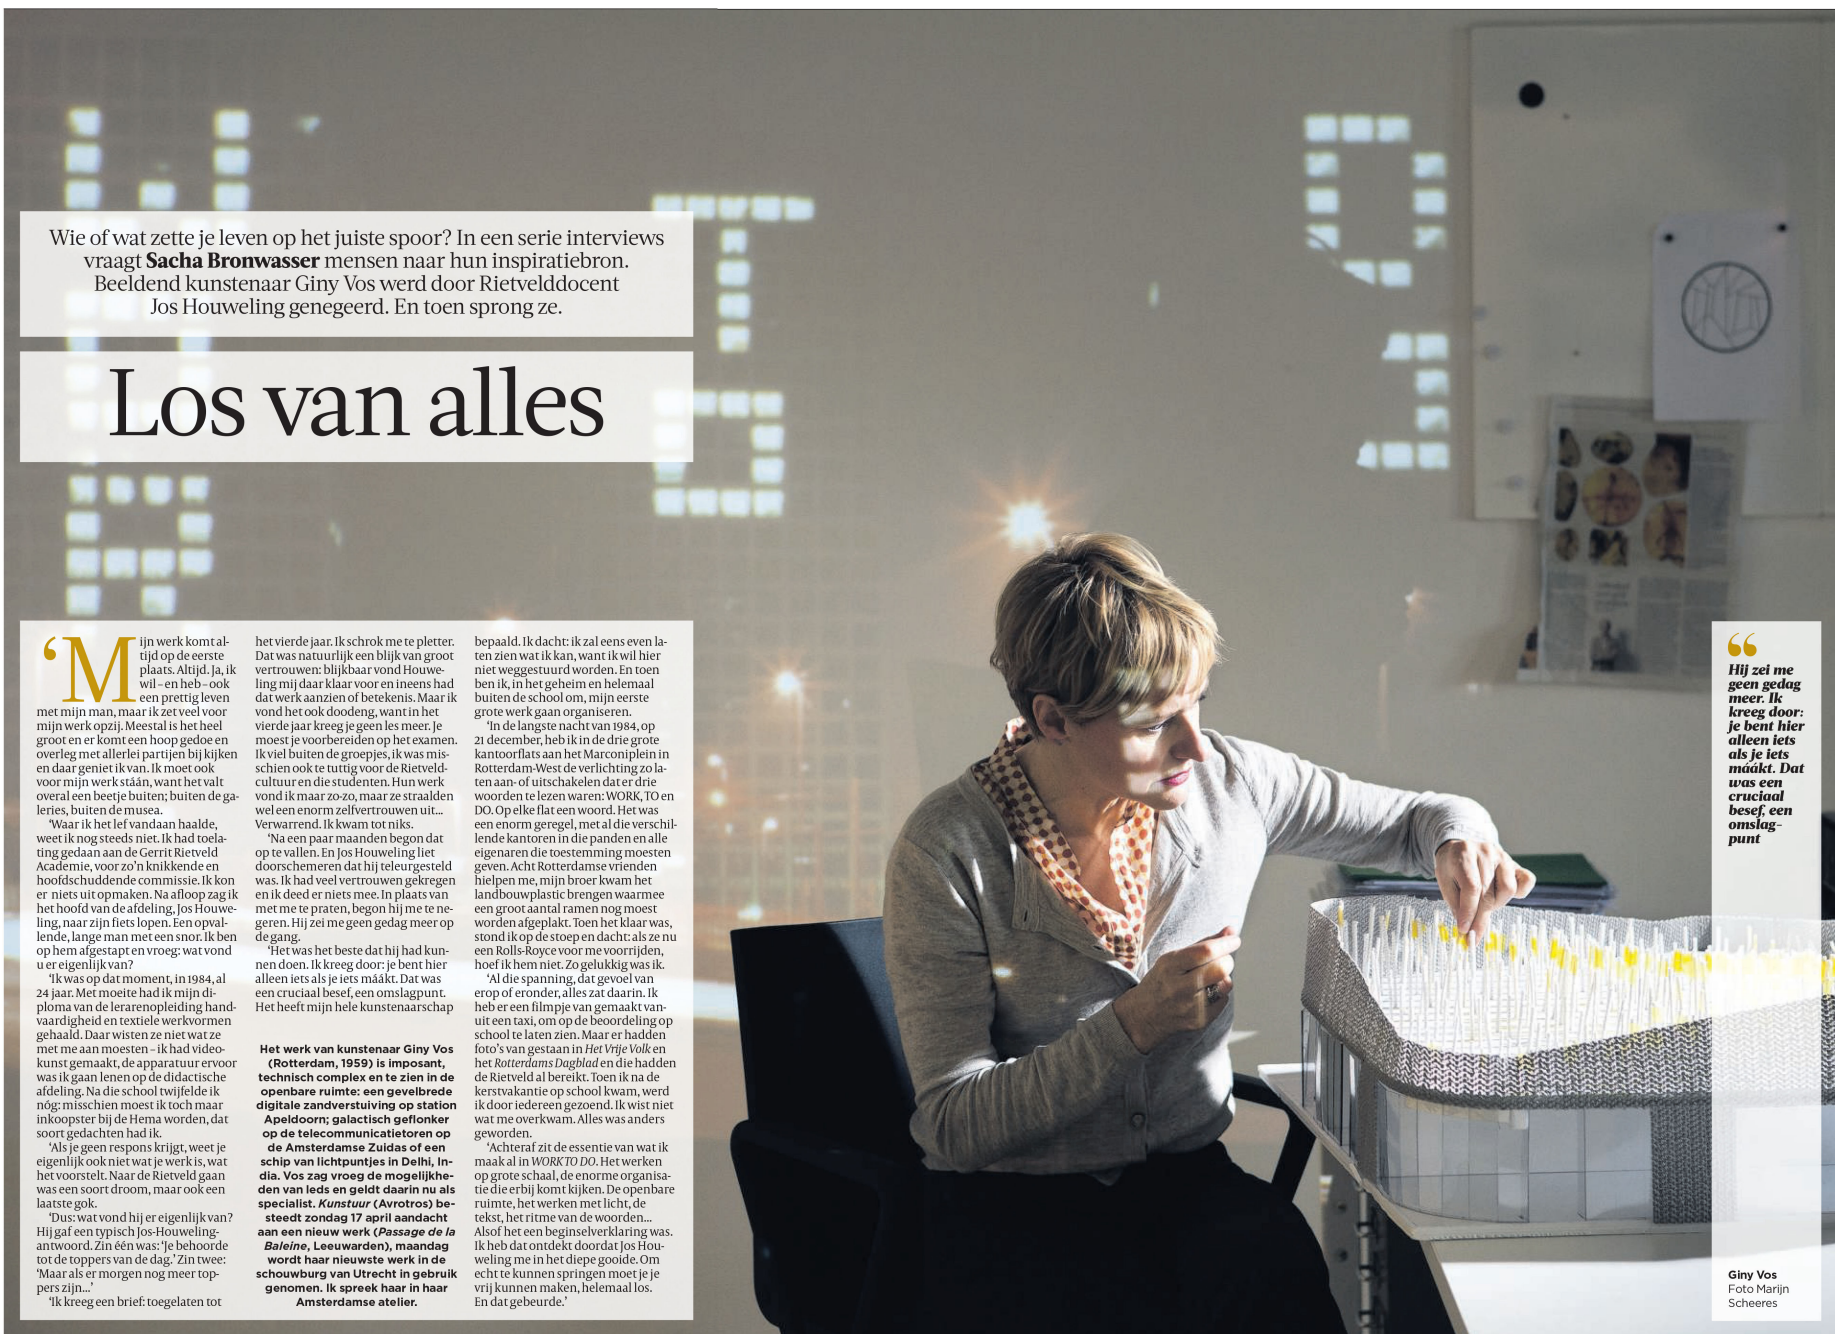 Wie of wat zette je leven op het juiste spoor? In een serie interviews
vraagt Sacha Bronwasser mensen naar hun inspiratiebron.
Beeldend kunstenaar Giny Vos werd door Rietvelddocent
Jos Houweling genegeerd. En toen sprong ze.
Los van alles
‘Mijn werk komt al-
tijd op de eerste
plaats. Altijd. Ja, ik
wil – en heb – ook
een prettig leven
met mijn man, maar ik zet veel voor
mijn werk opzij. Meestal is het heel
groot en er komt een hoop gedoe en
overleg met allerlei partijen bij kijken
en daar geniet ik van. Ik moet ook
voor mijn werk stáán, want het valt
overal een beetje buiten; buiten de ga-
leries, buiten de musea.
‘Waar ik het lef vandaan haalde,
weet ik nog steeds niet. Ik had toela-
ting gedaan aan de Gerrit Rietveld
Academie, voor zo’n knikkende en
hoofdschuddende commissie. Ik kon
er niets uit opmaken. Na afloop zag ik
het hoofd van de afdeling, Jos Houwe-
ling, naar zijn fiets lopen. Een opval-
lende, lange man met een snor. Ik ben
op hem afgestapt en vroeg: wat vond
u er eigenlijk van?
‘Ik was op dat moment, in 1984, al
24 jaar. Met moeite had ik mijn di-
ploma van de lerarenopleiding hand-
vaardigheid en textiele werkvormen
gehaald. Daar wisten ze niet wat ze
met me aan moesten – ik had video-
kunst gemaakt, de apparatuur ervoor
was ik gaan lenen op de didactische
afdeling. Na die school twijfelde ik
nóg: misschien moest ik toch maar
inkoopster bij de Hema worden, dat
soort gedachten had ik.
‘Als je geen respons krijgt, weet je
eigenlijk ook niet wat je werk is, wat
het voorstelt. Naar de Rietveld gaan
was een soort droom, maar ook een
laatste gok.
‘Dus: wat vond hij er eigenlijk van?
Hij gaf een typisch Jos-Houweling-
antwoord. Zin één was: ‘Je behoorde
tot de toppers van de dag.’ Zin twee:
‘Maar als er morgen nog meer top-
pers zijn...’
‘Ik kreeg een brief: toegelaten tot
het vierde jaar. Ik schrok me te pletter.
Dat was natuurlijk een blijk van groot
vertrouwen: blijkbaar vond Houwe-
ling mij daar klaar voor en ineens had
dat werk aanzien of betekenis. Maar ik
vond het ook doodeng, want in het
vierde jaar kreeg je geen les meer. Je
moest je voorbereiden op het examen.
Ik viel buiten de groepjes, ik was mis-
schien ook te tuttig voor de Rietveld-
cultuur en die studenten. Hun werk
vond ik maar zo-zo, maar ze straalden
wel een enorm zelfvertrouwen uit...
Verwarrend. Ik kwam tot niks.
‘Na een paar maanden begon dat
op te vallen. En Jos Houweling liet
doorschemeren dat hij teleurgesteld
was. Ik had veel vertrouwen gekregen
en ik deed er niets mee. In plaats van
met me te praten, begon hij me te ne-
geren. Hij zei me geen gedag meer op
de gang.
‘Het was het beste dat hij had kun-
nen doen. Ik kreeg door: je bent hier
alleen iets als je iets máákt. Dat was
een cruciaal besef, een omslagpunt.
Het heeft mijn hele kunstenaarschap
Het werk van kunstenaar Giny Vos
(Rotterdam, 1959) is imposant,
technisch complex en te zien in de
openbare ruimte: een gevelbrede
digitale zandverstuiving op station
Apeldoorn; galactisch geflonker
op de telecommunicatietoren op
de Amsterdamse Zuidas of een
schip van lichtpuntjes in Delhi, In-
dia. Vos zag vroeg de mogelijkhe-
den van leds en geldt daarin nu als
specialist. Kunstuur (Avrotros) be-
steedt zondag 17 april aandacht
aan een nieuw werk (Passage de la
Baleine, Leeuwarden), maandag
wordt haar nieuwste werk in de
schouwburg van Utrecht in gebruik
genomen. Ik spreek haar in haar
Amsterdamse atelier.
bepaald. Ik dacht: ik zal eens even la-
ten zien wat ik kan, want ik wil hier
niet weggestuurd worden. En toen
ben ik, in het geheim en helemaal
buiten de school om, mijn eerste
grote werk gaan organiseren.
‘In de langste nacht van 1984, op
21 december, heb ik in de drie grote
kantoorflats aan het Marconiplein in
Rotterdam-West de verlichting zo la-
ten aan- of uitschakelen dat er drie
woorden te lezen waren: WORK, TO en
DO. Op elke flat een woord. Het was
een enorm geregel, met al die verschil-
lende kantoren in die panden en alle
eigenaren die toestemming moesten
geven. Acht Rotterdamse vrienden
hielpen me, mijn broer kwam het
landbouwplastic brengen waarmee
een groot aantal ramen nog moest
worden afgeplakt. Toen het klaar was,
stond ik op de stoep en dacht: als ze nu
een Rolls-Royce voor me voorrijden,
hoef ik hem niet. Zo gelukkig was ik.
‘Al die spanning, dat gevoel van
erop of eronder, alles zat daarin. Ik
heb er een filmpje van gemaakt van-
uit een taxi, om op de beoordeling op
school te laten zien. Maar er hadden
foto’s van gestaan in Het Vrije Volk en
het Rotterdams Dagblad en die hadden
de Rietveld al bereikt. Toen ik na de
kerstvakantie op school kwam, werd
ik door iedereen gezoend. Ik wist niet
wat me overkwam. Alles was anders
geworden.
‘Achteraf zit de essentie van wat ik
maak al in WORK TO DO. Het werken
op grote schaal, de enorme organisa-
tie die erbij komt kijken. De openbare
ruimte, het werken met licht, de
tekst, het ritme van de woorden...
Alsof het een beginselverklaring was.
Ik heb dat ontdekt doordat Jos Hou-
weling me in het diepe gooide. Om
echt te kunnen springen moet je je
vrij kunnen maken, helemaal los.
En dat gebeurde.’
“
Hij zei me
geen gedag
meer. Ik
kreeg door:
je bent hier
alleen iets
als je iets
máákt. Dat
was een
cruciaal
besef, een
omslag-
punt
Giny Vos
Foto Marijn
Scheeres